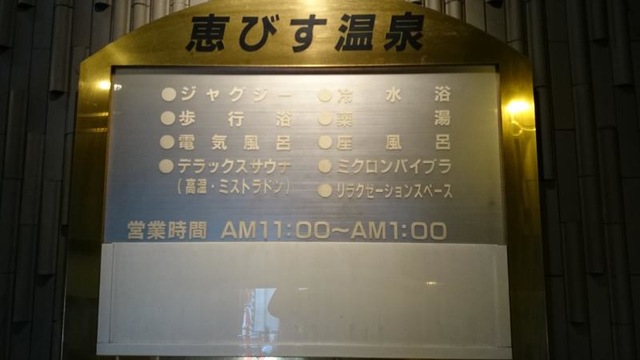 恵びす温泉
●ジャグジー ●冷水浴
●歩行浴 ●薬湯
●電気風呂 ●座風呂
●デラックスサウナ ●ミクロンバイブラ
(高温・ミストラドン) ●リラクゼーションスペース
営業時間 AM11:00〜AM1:00